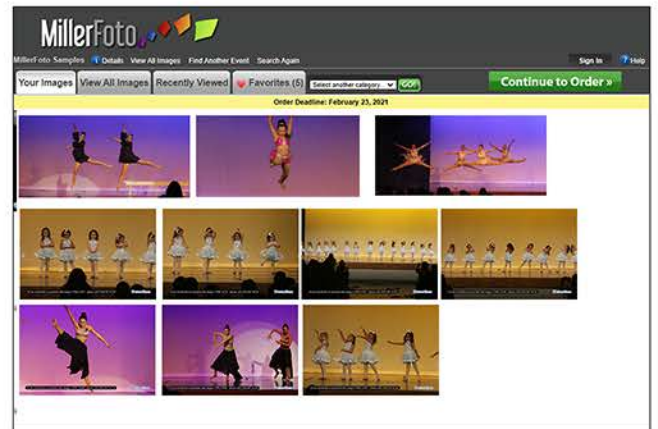 MillerFoto
MillerFoto Samples Details View All Images Find Another Event Search Again Sign In Help
Your Images View All Images Recently Viewed Favorites (5) Select another category GO! Continue to Order »
Order Deadline: February 23, 2021